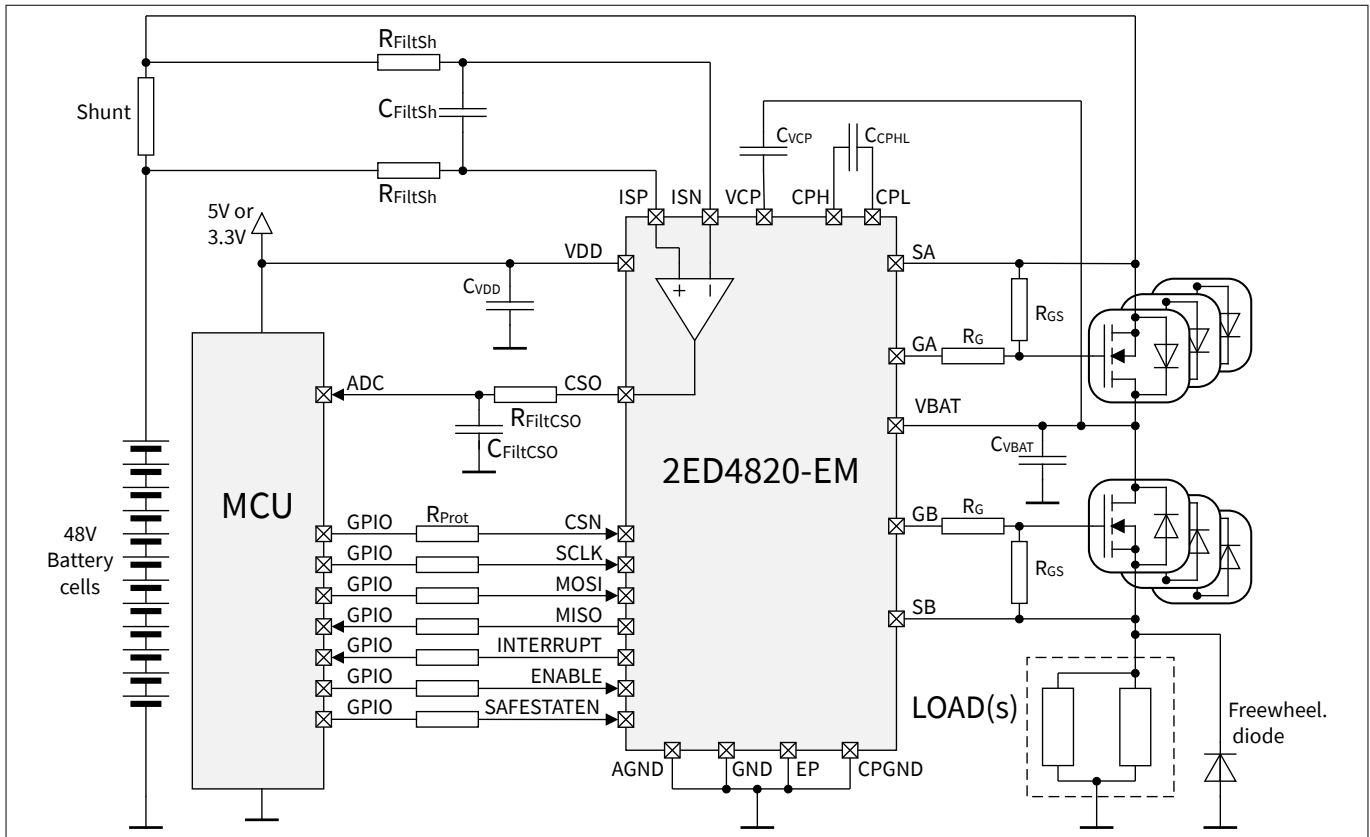 RFiltSh
Shunt
CFiltSh
RFiltSh
CVCP
CCPHL
ISP
ISN
VCP
CPH
CPL
5V or
3.3V
VDD
SA
CVDD
+
−
RGS
GA
RG
ADC
CSO
VBAT
RFiltCSO
CFiltCSO
CVBAT
2ED4820-EM
MCU
48V
Battery
cells
GPIO
RProt
CSN
GB
RG
GPIO
SCLK
RGS
GPIO
MOSI
GPIO
MISO
SB
GPIO
INTERRUPT
GPIO
ENABLE
GPIO
SAFESTATEN
LOAD(s)
Freewheel.
diode
AGND
GND
EP
CPGND